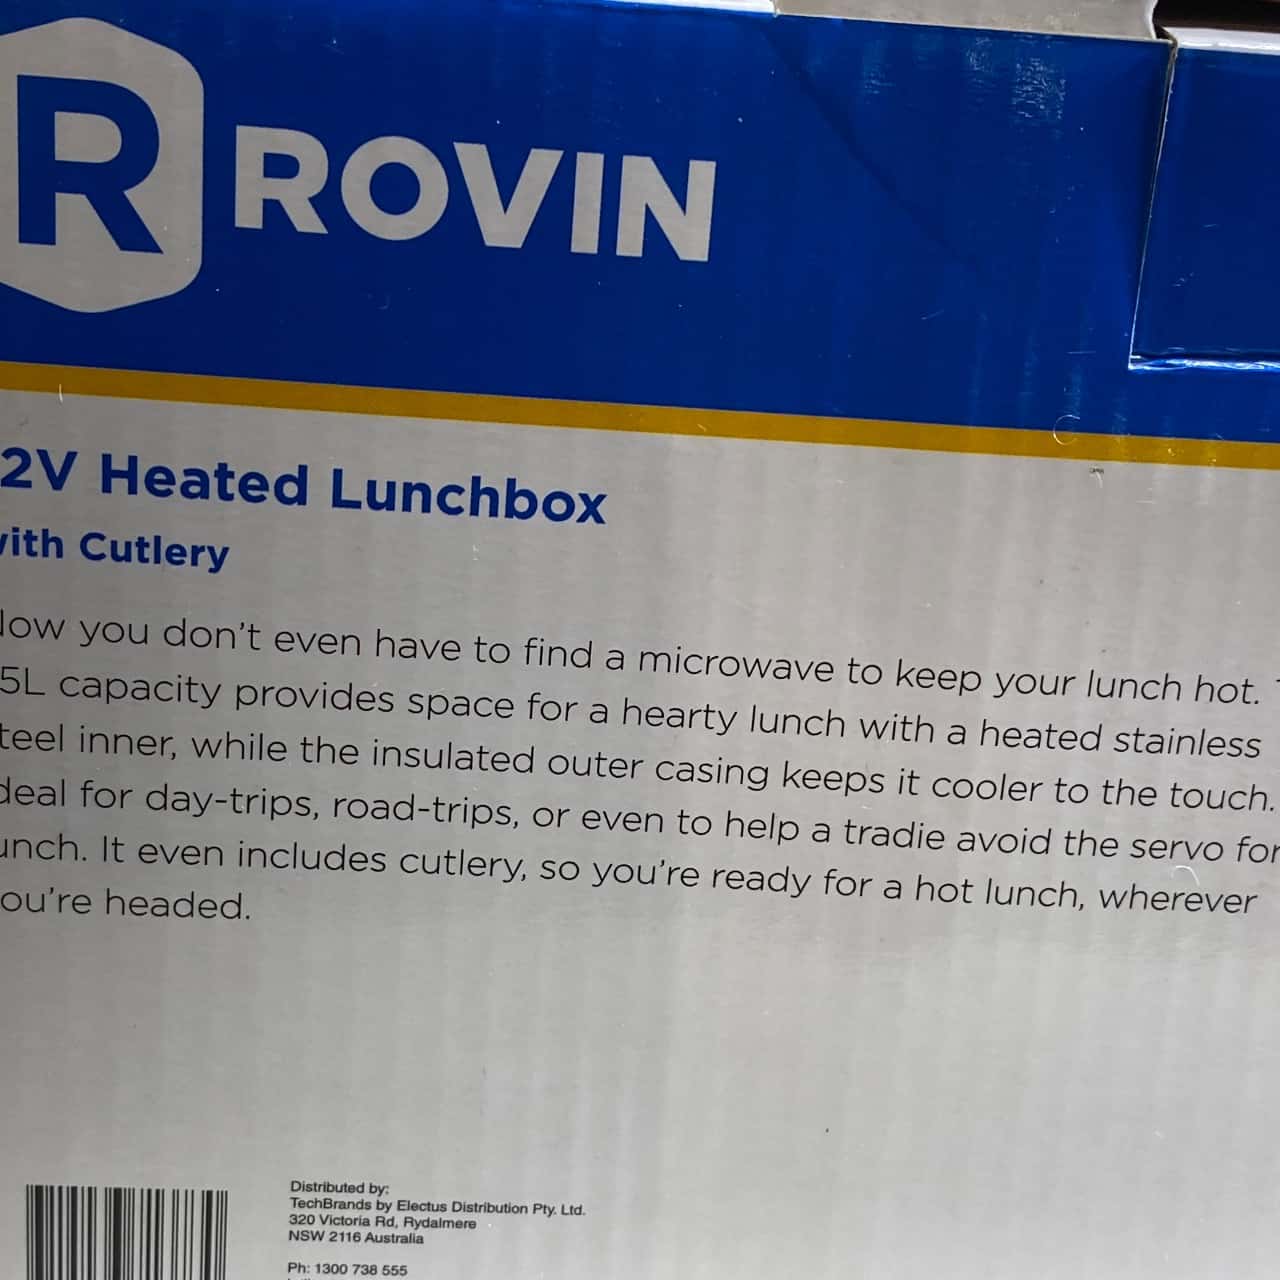 R ROVIN
2V Heated Lunchbox
with Cutlery
low you don't even have to find a microwave to keep your lunch hot.
5L capacity provides space for a hearty lunch with a heated stainless
teel inner, while the insulated outer casing keeps it cooler to the touch.
deal for day-trips, road-trips, or even to help a tradie avoid the servo for
unch. It even includes cutlery, so you're ready for a hot lunch, wherever
ou're headed.
Distributed by:
TechBrands by Electus Distribution Pty. Ltd.
320 Victoria Rd, Rydalmere
NSW 2116 Australia
Ph: 1300 738 555